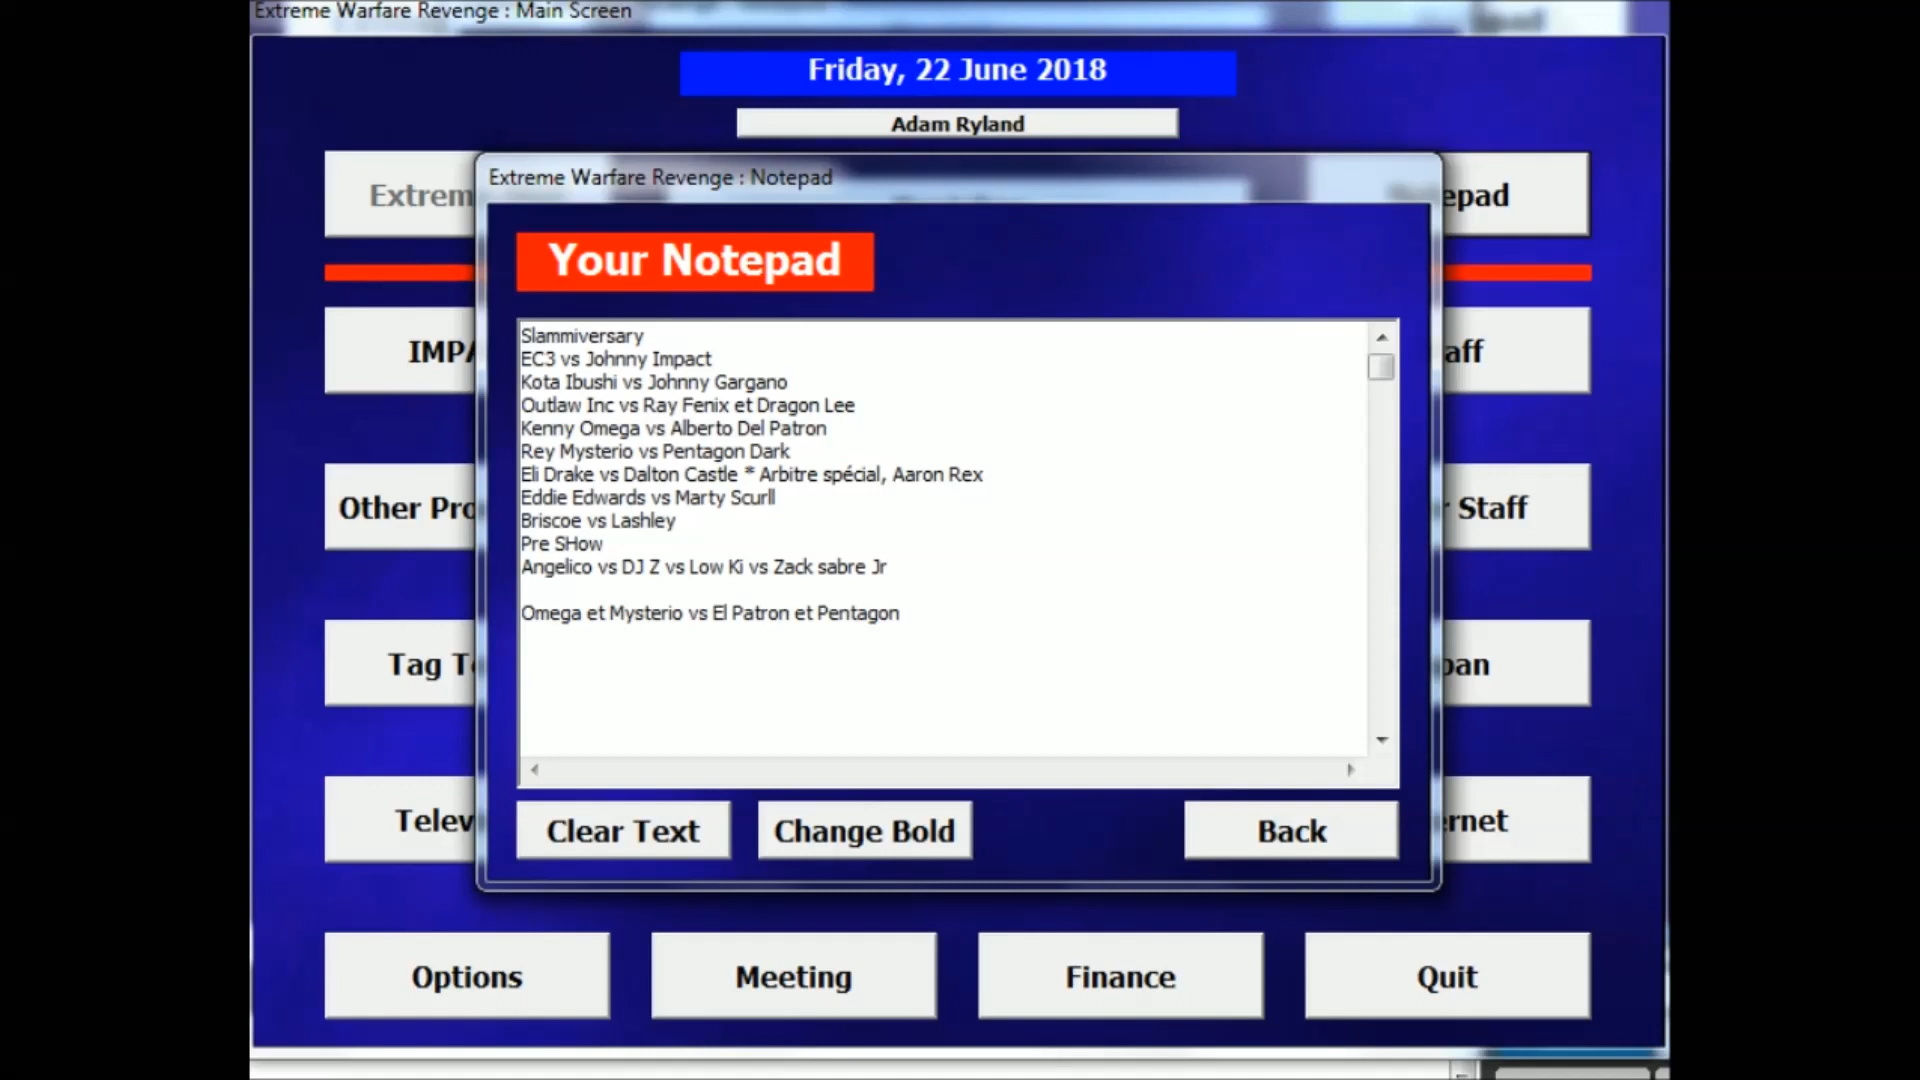 Extreme Warfare Revenge : Main Screen
Friday, 22 June 2018
Adam Ryland
Extreme Warfare Revenge : Notepad
Your Notepad
Slammiversary
EC3 vs Johnny Impact
Kota Ibushi vs Johnny Gargano
Outlaw Inc vs Ray Fenix et Dragon Lee
Kenny Omega vs Alberto Del Patron
Rey Mysterio vs Pentagon Dark
Eli Drake vs Dalton Castle * Arbitre spécial, Aaron Rex
Eddie Edwards vs Marty Scurll
Briscoe vs Lashley
Pre SHow
Angelico vs DJ Z vs Low Ki vs Zack sabre Jr
Omega et Mysterio vs El Patron et Pentagon
Clear Text
Change Bold
Back
Extrem
epad
IMPA
aff
Other Pro
Staff
Tag Te
Telev
ernet
Options
Meeting
Finance
Quit